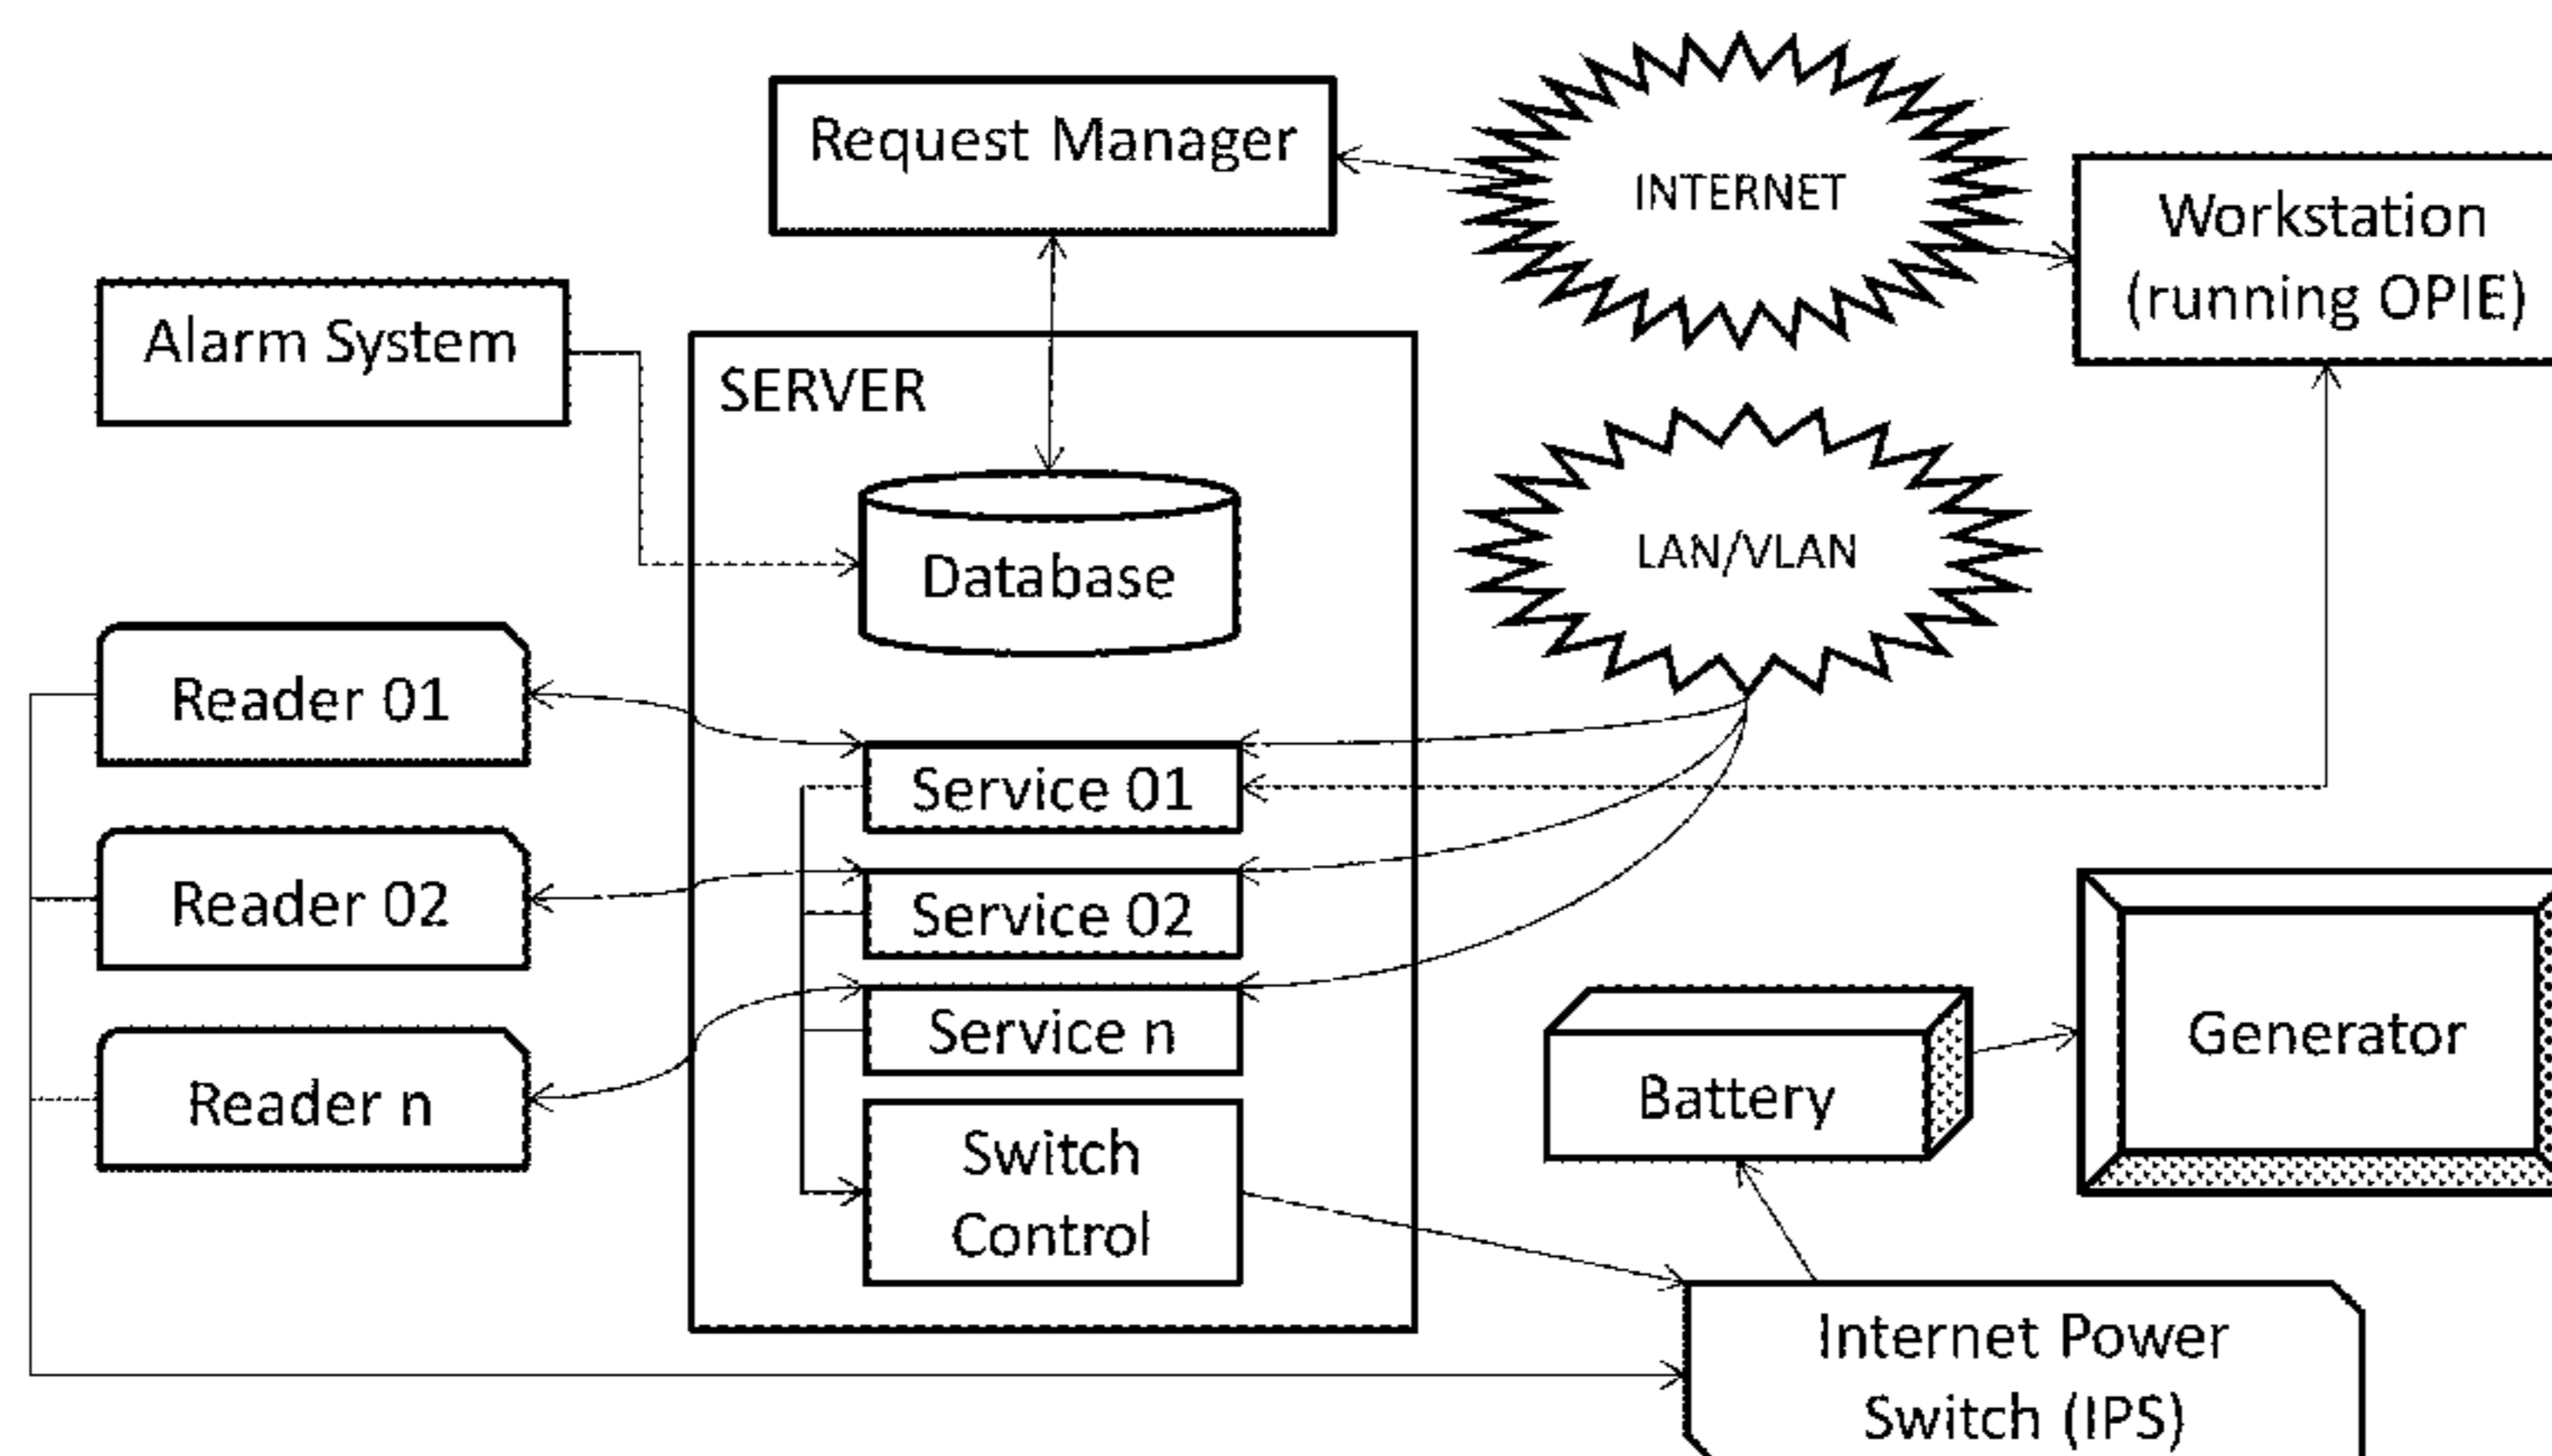 Request Manager
INTERNET
Workstation
(running OPIE)
Alarm System
SERVER
LAN/VLAN
Database
Reader 01
Service 01
Reader 02
Service 02
Reader n
Service n
Switch
Control
Battery
Generator
Internet Power
Switch (IPS)